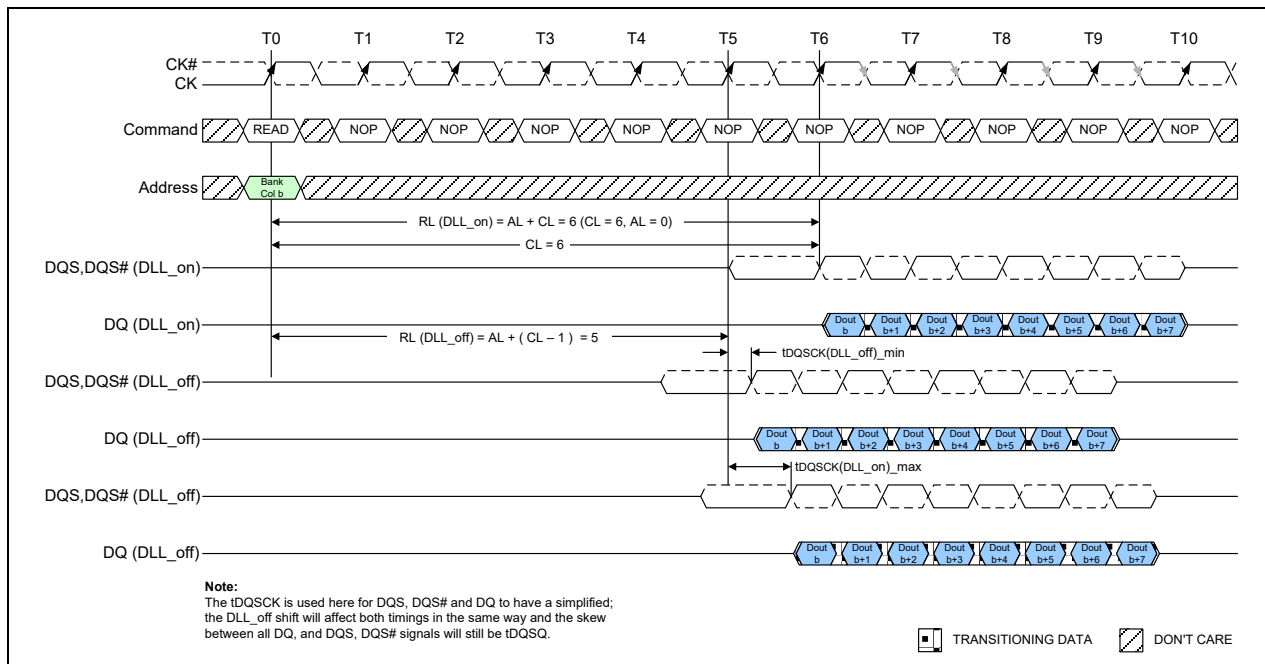 T0 T1 T2 T3 T4 T5 T6 T7 T8 T9 T10
CK#
CK
Command READ NOP NOP NOP NOP NOP NOP NOP NOP NOP NOP
Address Bank
Col b
RL (DLL_on) = AL + CL = 6 (CL = 6, AL = 0)
CL = 6
DQS,DQS# (DLL_on)
DQ (DLL_on) Dout Dout Dout Dout Dout Dout Dout Dout
b b+1 b+2 b+3 b+4 b+5 b+6 b+7
RL (DLL_off) = AL + ( CL – 1 ) = 5
tDQSCK(DLL_off)_min
DQS,DQS# (DLL_off)
DQ (DLL_off) Dout Dout Dout Dout Dout Dout Dout Dout
b b+1 b+2 b+3 b+4 b+5 b+6 b+7
tDQSCK(DLL_on)_max
DQS,DQS# (DLL_off)
DQ (DLL_off) Dout Dout Dout Dout Dout Dout Dout Dout
b b+1 b+2 b+3 b+4 b+5 b+6 b+7
Note:
The tDQSCK is used here for DQS, DQS# and DQ to have a simplified;
the DLL_off shift will affect both timings in the same way and the skew
between all DQ, and DQS, DQS# signals will still be tDQSQ.
TRANSITIONING DATA DON'T CARE